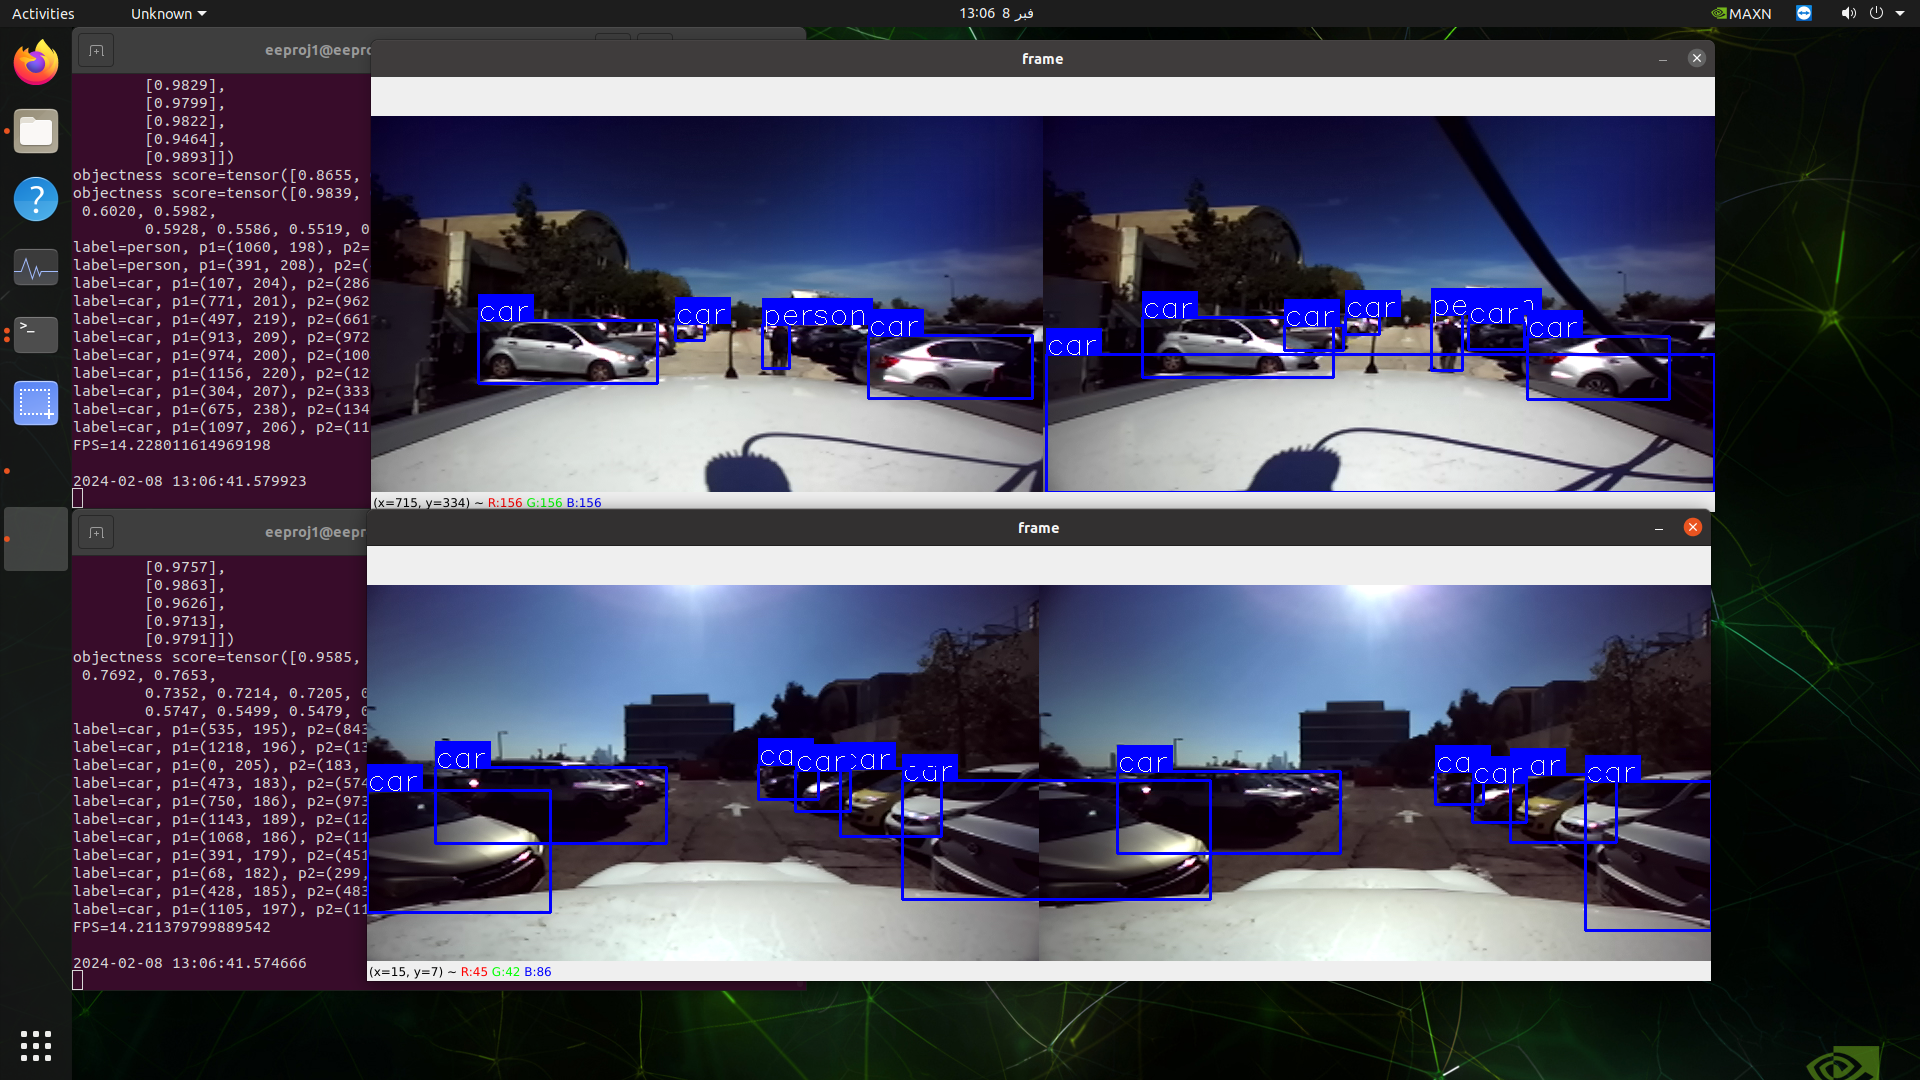 Activities
Unknown
13:06 8 فبر
MAXN
eeproj1@eepro
[0.9829],
[0.9799],
[0.9822],
[0.9464],
[0.9893]])
objectness score=tensor([0.8655,
objectness score=tensor([0.9839,
0.6020, 0.5982,
0.5928, 0.5586, 0.5519, 0
label=person, p1=(1060, 198), p2=
label=person, p1=(391, 208), p2=(
label=car, p1=(107, 204), p2=(286
label=car, p1=(771, 201), p2=(962
label=car, p1=(497, 219), p2=(661
label=car, p1=(913, 209), p2=(972
label=car, p1=(974, 200), p2=(100
label=car, p1=(1156, 220), p2=(12
label=car, p1=(304, 207), p2=(333
label=car, p1=(675, 238), p2=(134
label=car, p1=(1097, 206), p2=(11
FPS=14.228011614969198
2024-02-08 13:06:41.579923
frame
car
car
person
car
car
car
car
car
pe
car
car
(x=715, y=334) ~ R:156 G:156 B:156
eeproj1@eepr
[0.9757],
[0.9863],
[0.9626],
[0.9713],
[0.9791]])
objectness score=tensor([0.9585,
0.7692, 0.7653,
0.7352, 0.7214, 0.7205, 0
0.5747, 0.5499, 0.5479, 0
label=car, p1=(535, 195), p2=(843
label=car, p1=(1218, 196), p2=(13
label=car, p1=(0, 205), p2=(183,
label=car, p1=(473, 183), p2=(574
label=car, p1=(750, 186), p2=(973
label=car, p1=(1143, 189), p2=(12
label=car, p1=(1068, 186), p2=(11
label=car, p1=(391, 179), p2=(451
label=car, p1=(68, 182), p2=(299,
label=car, p1=(428, 185), p2=(483
label=car, p1=(1105, 197), p2=(11
FPS=14.211379799889542
2024-02-08 13:06:41.574666
frame
car
car
ca
car
ar
car
car
ca
car
ar
car
(x=15, y=7) ~ R:45 G:42 B:86